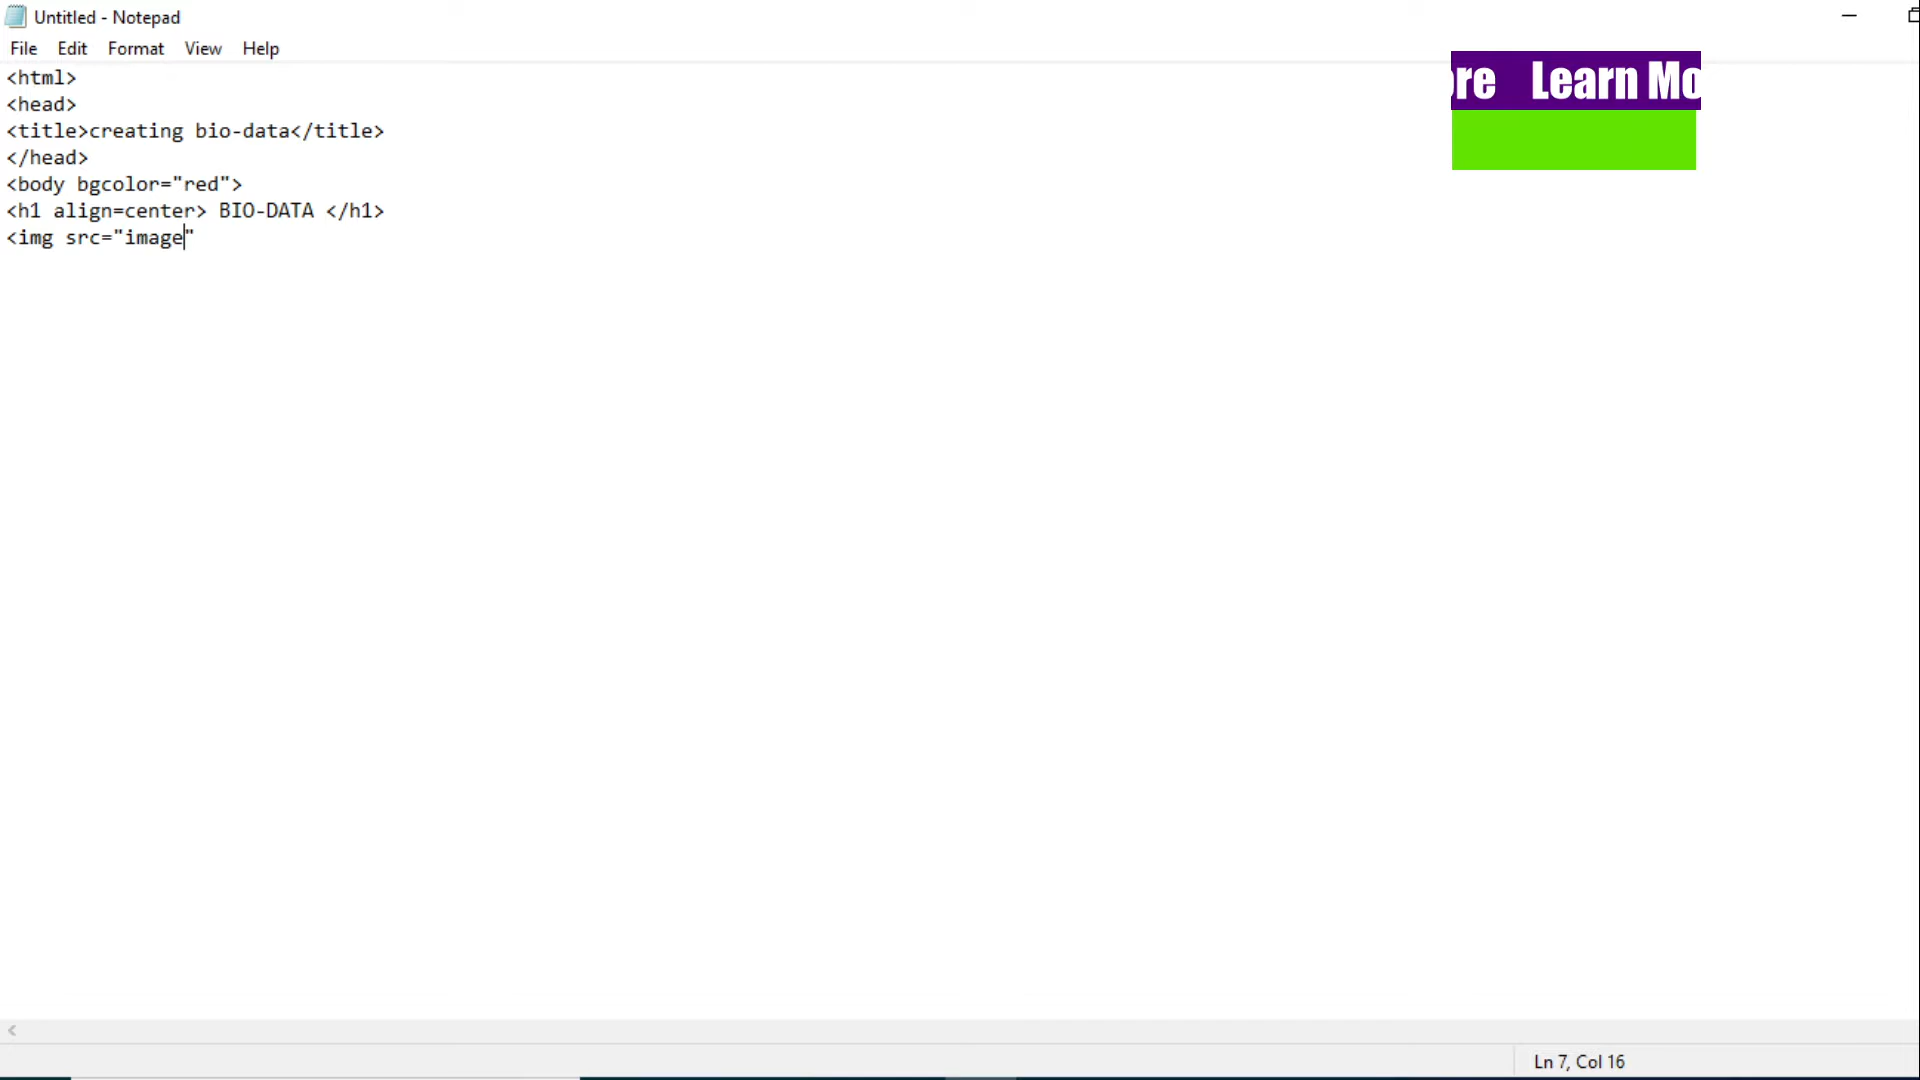 Untitled - Notepad
File Edit Format View Help
<html>
<head>
<title>creating bio-data</title>
</head>
<body bgcolor="red">
<h1 align=center> BIO-DATA </h1>
<img src="image"
Learn
Ln 7, Col 16